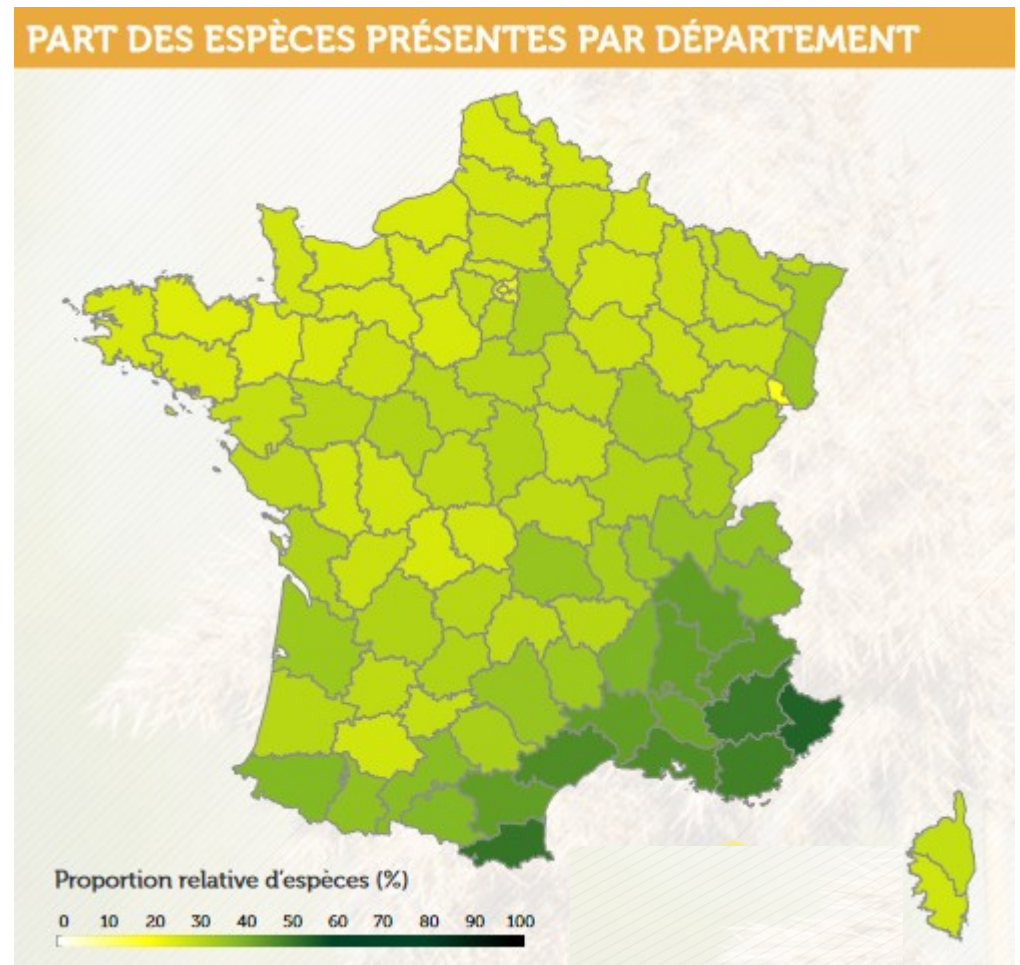 PART DES ESPÈCES PRÉSENTES PAR DÉPARTEMENT
Proportion relative d'espèces (%)
0 10 20 30 40 50 60 70 80 90 100